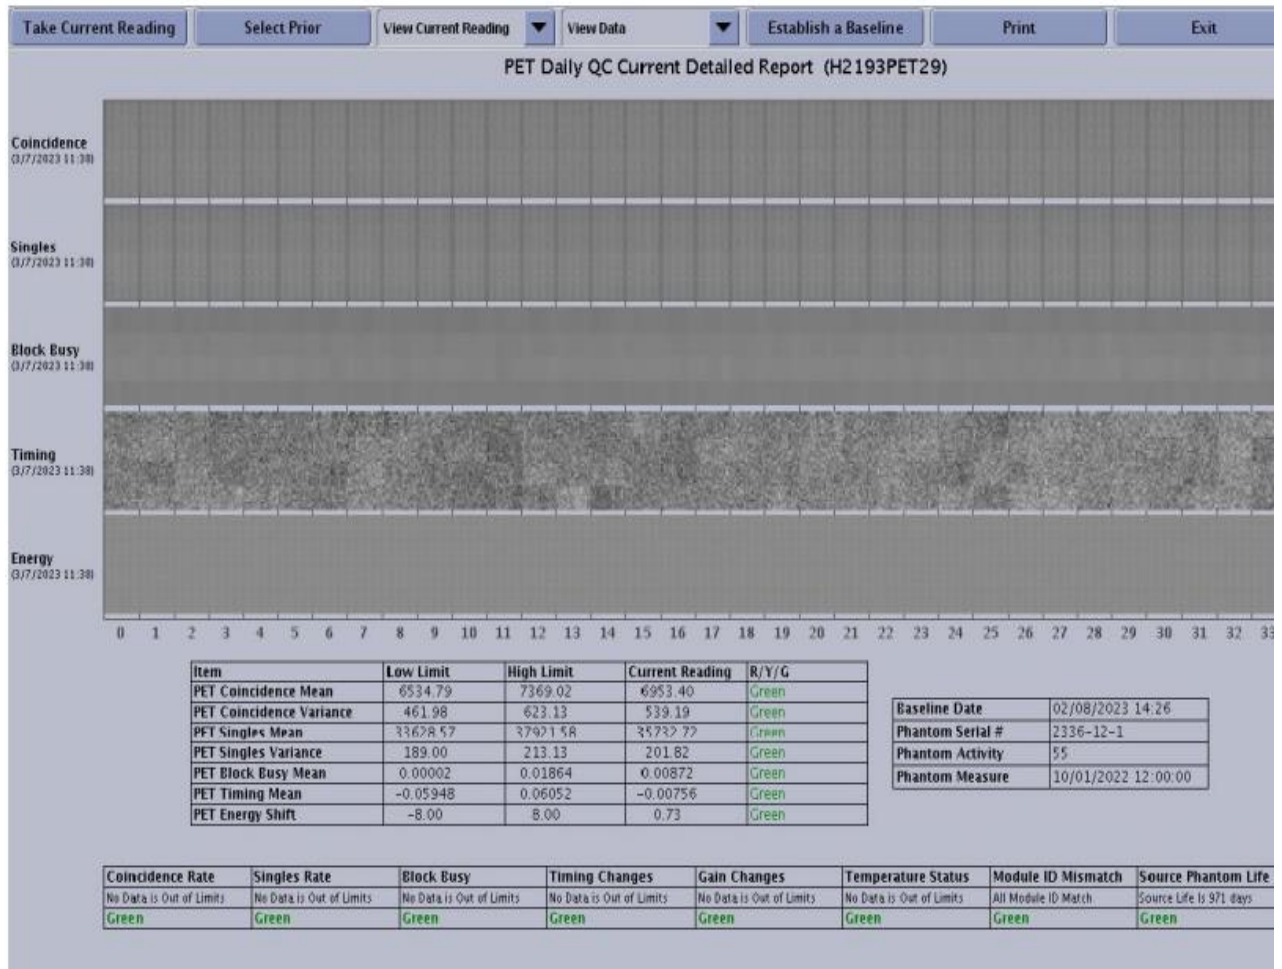 Take Current Reading Select Prior View Current Reading View Data Establish a Baseline Print Exit
PET Daily QC Current Detailed Report (H2193PET29)
Coincidence
(3/7/2023 11:38)
Singles
(3/7/2023 11:38)
Block Busy
(3/7/2023 11:38)
Timing
(3/7/2023 11:38)
Energy
(3/7/2023 11:38)
0 1 2 3 4 5 6 7 8 9 10 11 12 13 14 15 16 17 18 19 20 21 22 23 24 25 26 27 28 29 30 31 32 33
Item Low Limit High Limit Current Reading R/Y/G
PET Coincidence Mean 6534.79 7369.02 6953.40 Green
PET Coincidence Variance 461.98 623.13 539.19 Green
PET Singles Mean 33628.57 37921.58 35732.72 Green
PET Singles Variance 189.00 213.13 201.82 Green
PET Block Busy Mean 0.00002 0.01864 0.00872 Green
PET Timing Mean -0.05948 0.06052 -0.00756 Green
PET Energy Shift -8.00 8.00 0.73 Green
Baseline Date 02/08/2023 14:26
Phantom Serial # 2336-12-1
Phantom Activity 55
Phantom Measure 10/01/2022 12:00:00
Coincidence Rate Singles Rate Block Busy Timing Changes Gain Changes Temperature Status Module ID Mismatch Source Phantom Life
No Data is Out of Limits No Data is Out of Limits No Data is Out of Limits No Data is Out of Limits No Data is Out of Limits No Data is Out of Limits All Module ID Match Source Life Is 971 days
Green Green Green Green Green Green Green Green